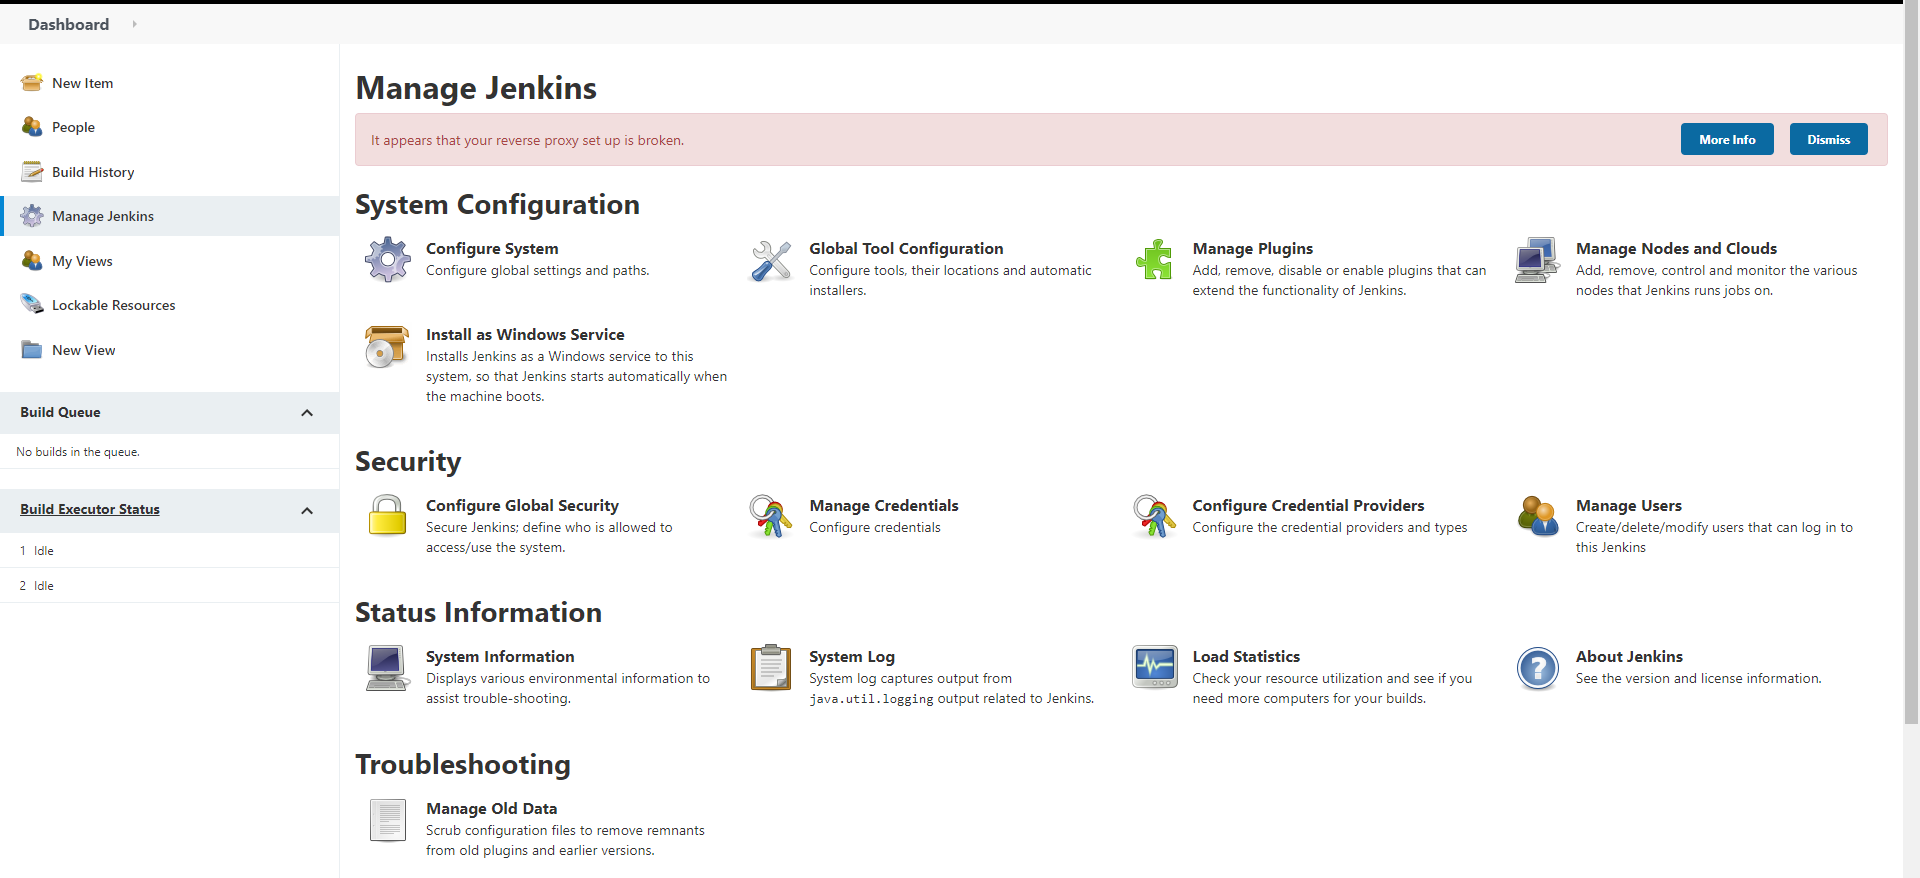 Dashboard
New Item
People
Build History
Manage Jenkins
My Views
Lockable Resources
New View
Build Queue
No builds in the queue.
Build Executor Status
1 Idle
2 Idle
Manage Jenkins
It appears that your reverse proxy set up is broken.
More Info
Dismiss
System Configuration
Configure System
Configure global settings and paths.
Global Tool Configuration
Configure tools, their locations and automatic
installers.
Manage Plugins
Add, remove, disable or enable plugins that can
extend the functionality of Jenkins.
Manage Nodes and Clouds
Add, remove, control and monitor the various
nodes that Jenkins runs jobs on.
Install as Windows Service
Installs Jenkins as a Windows service to this
system, so that Jenkins starts automatically when
the machine boots.
Security
Configure Global Security
Secure Jenkins; define who is allowed to
access/use the system.
Manage Credentials
Configure credentials
Configure Credential Providers
Configure the credential providers and types
Manage Users
Create/delete/modify users that can log in to
this Jenkins
Status Information
System Information
Displays various environmental information to
assist trouble-shooting.
System Log
System log captures output from
java.util.logging output related to Jenkins.
Load Statistics
Check your resource utilization and see if you
need more computers for your builds.
About Jenkins
See the version and license information.
Troubleshooting
Manage Old Data
Scrub configuration files to remove remnants
from old plugins and earlier versions.